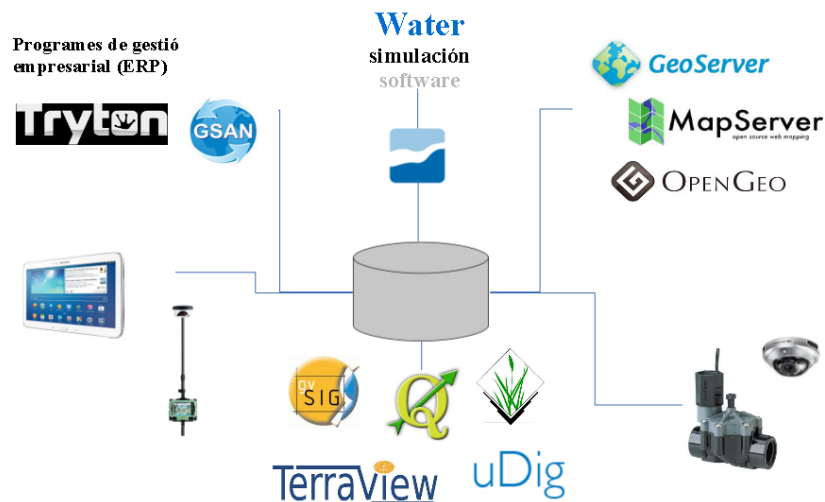 Water
simulación
software
Programes de gestió
empresarial (ERP)
Tryton
GSAN
GeoServer
MapServer
open source web mapping
OPENGEO
gv
SIG
Q
TerraView
uDig